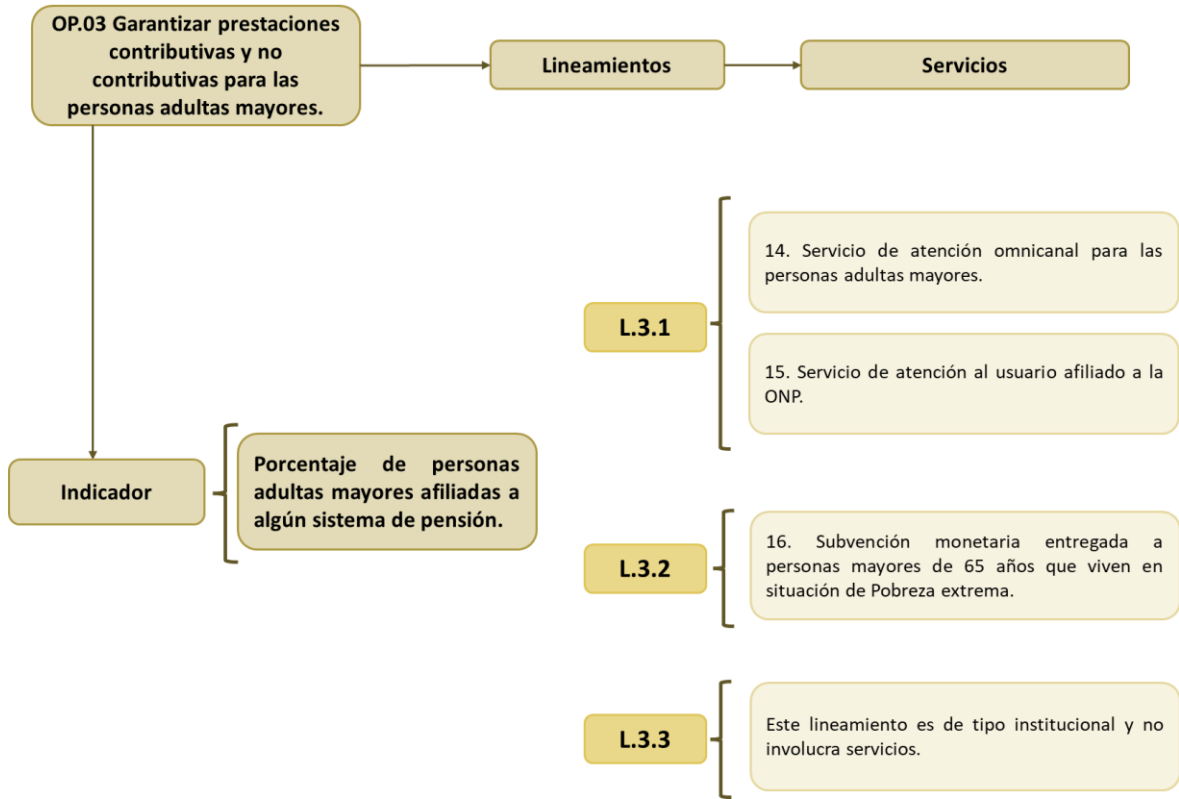 OP.03 Garantizar prestaciones
contributivas y no
contributivas para las
personas adultas mayores.
Lineamientos
Servicios
L.3.1
14. Servicio de atención omnicanal para las
personas adultas mayores.
15. Servicio de atención al usuario afiliado a la
ONP.
Indicador
Porcentaje de personas
adultas mayores afiliadas a
algún sistema de pensión.
L.3.2
16. Subvención monetaria entregada a
personas mayores de 65 años que viven en
situación de Pobreza extrema.
L.3.3
Este lineamiento es de tipo institucional y no
involucra servicios.